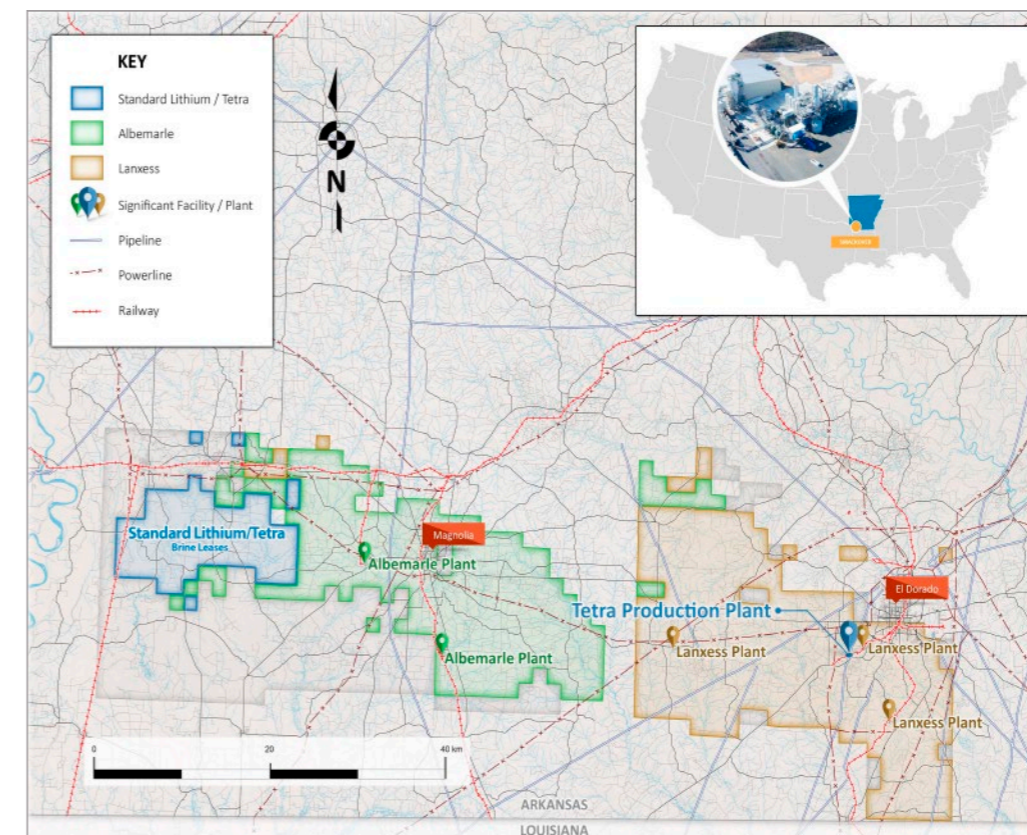 KEY
Standard Lithium / Tetra
Albemarle
Lanxess
Significant Facility / Plant
Pipeline
Powerline
Railway
N
SMACKOVER
Standard Lithium/Tetra
Brine Leases
Magnolia
Albemarle Plant
Albemarle Plant
El Dorado
Tetra Production Plant
Lanxess Plant
Lanxess Plant
Lanxess Plant
0 20 40 km
ARKANSAS
LOUISIANA